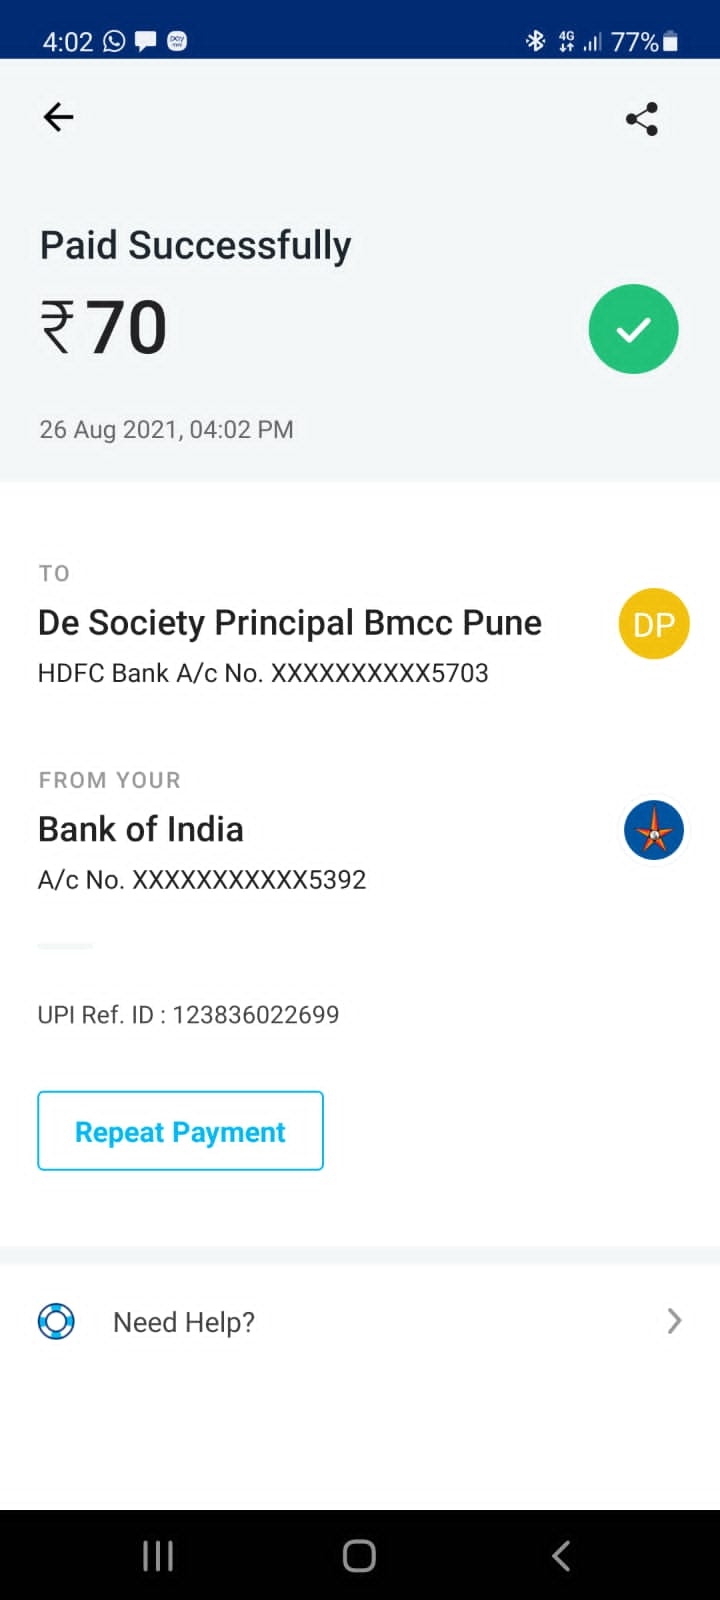 4:02 4G 77%
Paid Successfully
₹70
26 Aug 2021, 04:02 PM
TO
De Society Principal Bmcc Pune
DP
HDFC Bank A/c No. XXXXXXXXXX5703
FROM YOUR
Bank of India
A/c No. XXXXXXXXXXX5392
UPI Ref. ID : 123836022699
Repeat Payment
Need Help?